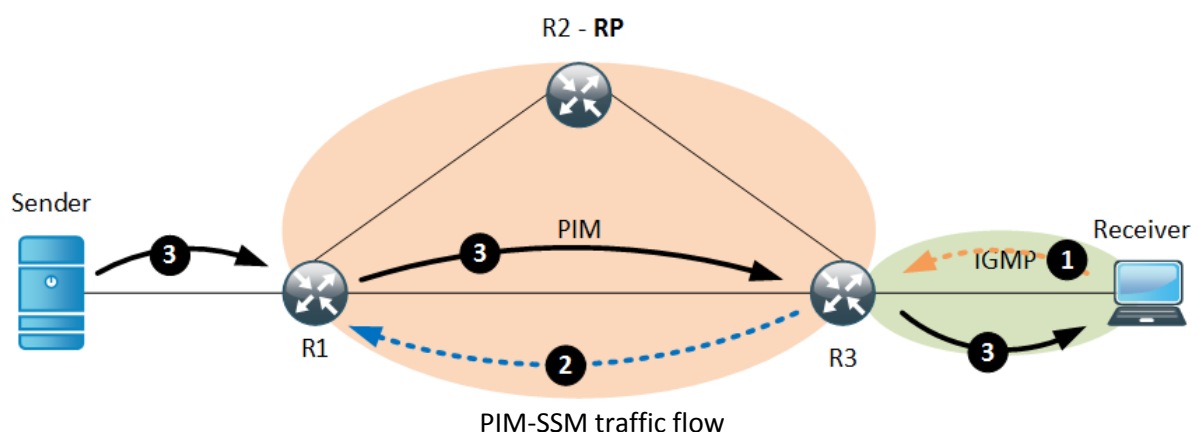 R2 - RP
Sender
3
3
PIM
Receiver
IGMP
1
R1
R3
2
3
PIM-SSM traffic flow